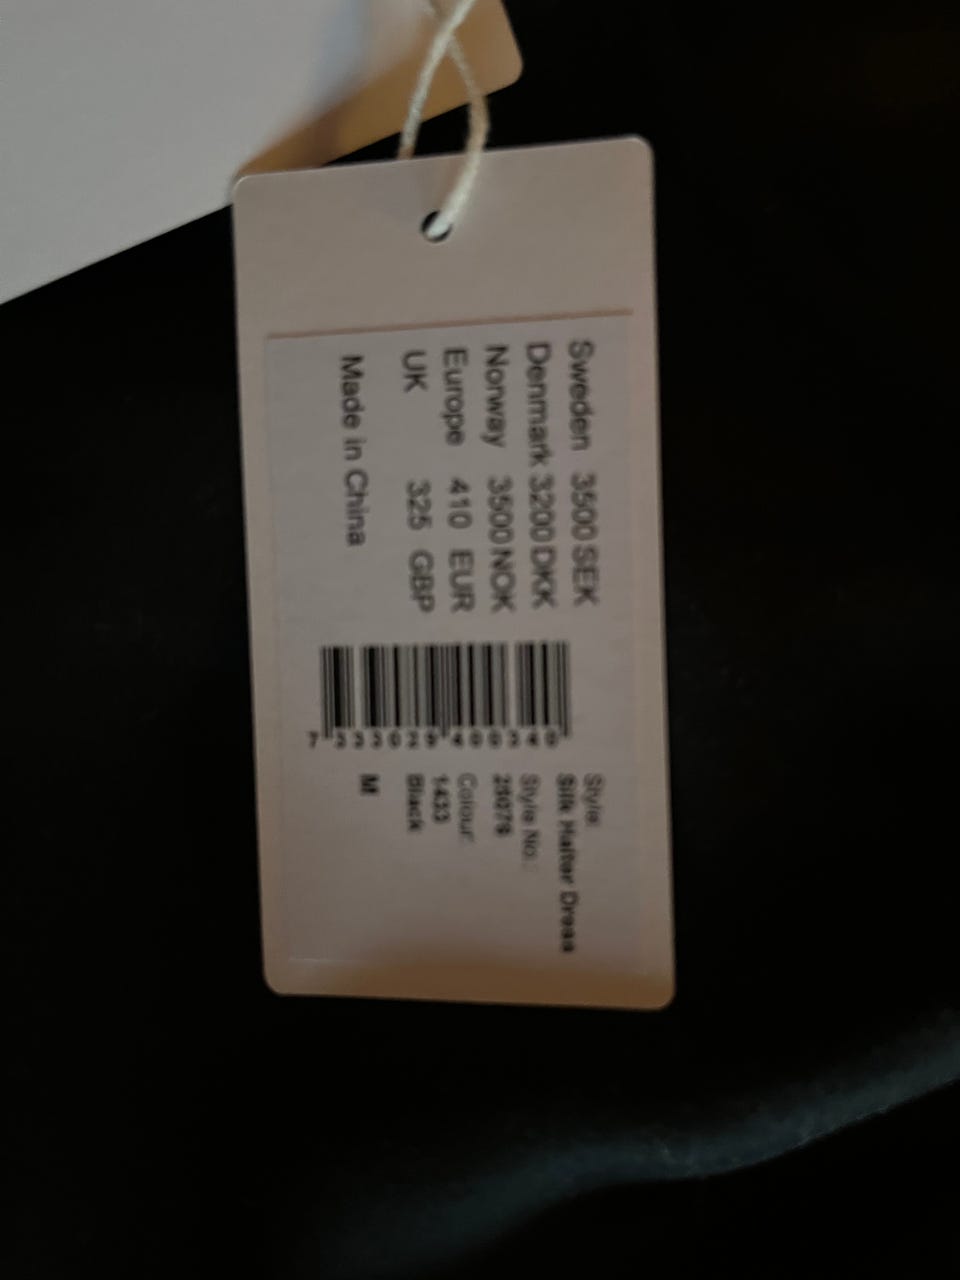 Sweden 3500 SEK
Denmark 3200 DKK
Norway 3500 NOK
Europe 410 EUR
UK 325 GBP
Made in China
Style:
Silk Halter Dress
Style No.:
Colour:
1433
Black
M